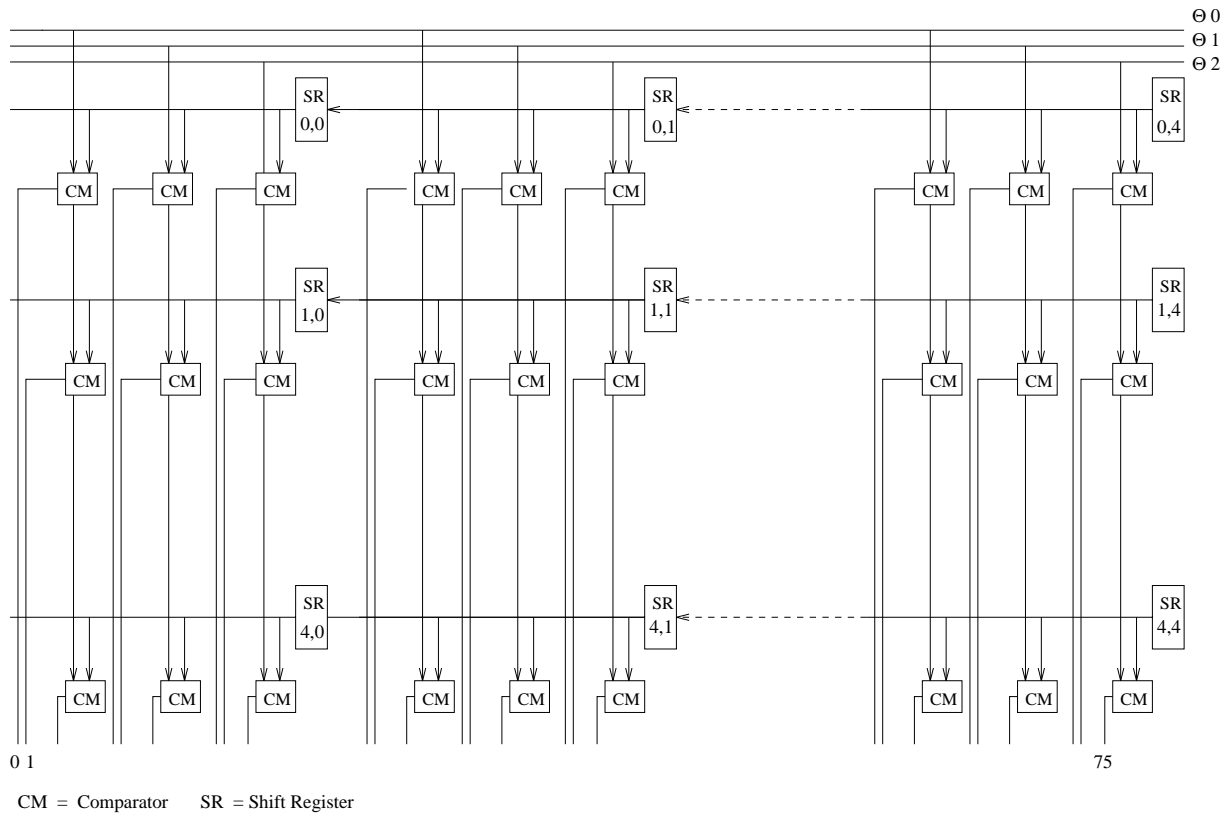 Θ 0
Θ 1
Θ 2
SR 0,0
SR 0,1
SR 0,4
CM CM CM CM CM CM CM CM CM
SR 1,0
SR 1,1
SR 1,4
CM CM CM CM CM CM CM CM CM
SR 4,0
SR 4,1
SR 4,4
CM CM CM CM CM CM CM CM CM
0 1
75
CM = Comparator SR = Shift Register